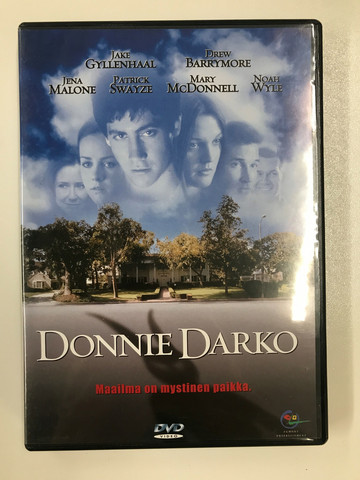 JAKE DREW
GYLLENHAAL BARRYMORE
JENA PATRICK MARY NOAH
MALONE SWAYZE McDONNELL WYLE
DONNIE DARKO
Maailma on mystinen paikka.
DVD
VIDEO